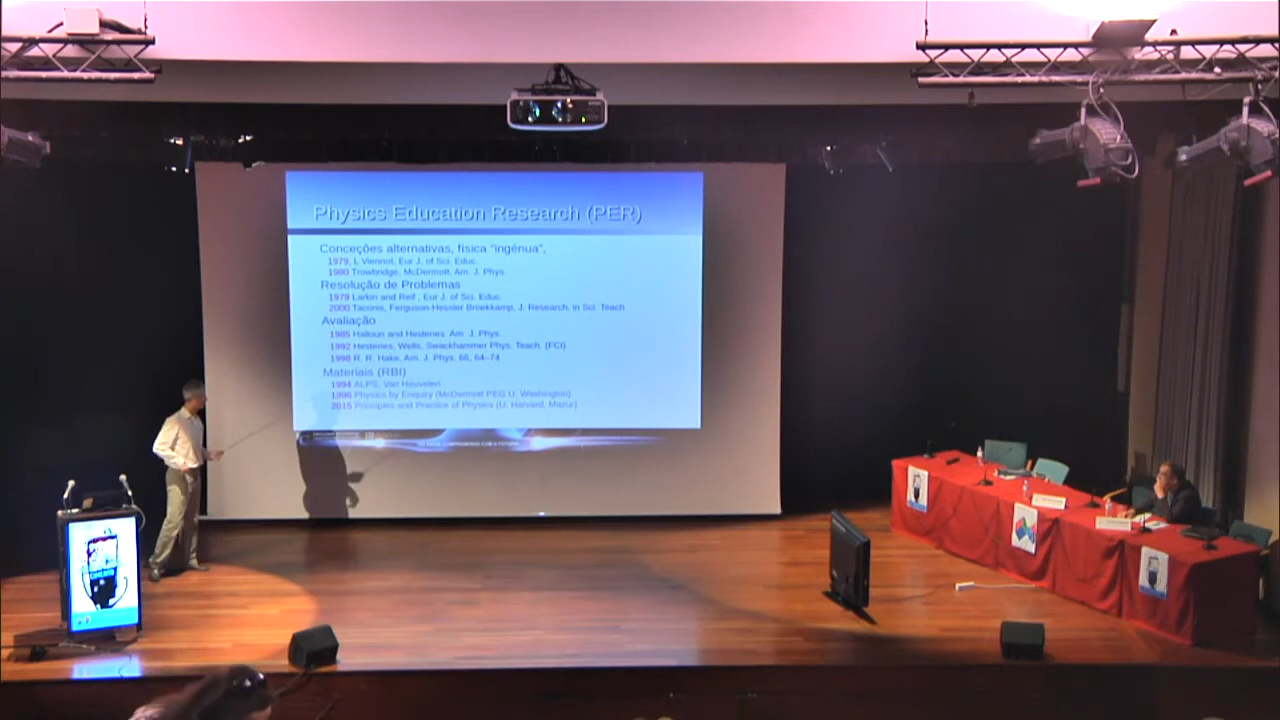 Physics Education Research (PER)
Conceções alternativas, física "ingénua",
1979, L Viennot, Eur J. of Sci. Educ.
1980 Trowbridge, McDermott, Am. J. Phys.
Resolução de Problemas
1979 Larkin and Reif , Eur J. of Sci. Educ.
2000 Taconis, Ferguson-Hessler Broekkamp, J. Research. in Sci. Teach
Avaliação
1985 Halloun and Hestenes Am. J. Phys.
1992 Hestenes, Wells, Swackhammer Phys. Teach. (FCI)
1998 R. R. Hake, Am. J. Phys. 66, 64–74
Materiais (RBI)
1994 ALPS, Van Heuvelen
1996 Physics by Enquiry (McDermott PEG U. Washington)
2015 Principles and Practice of Physics (U. Harvard, Mazur)